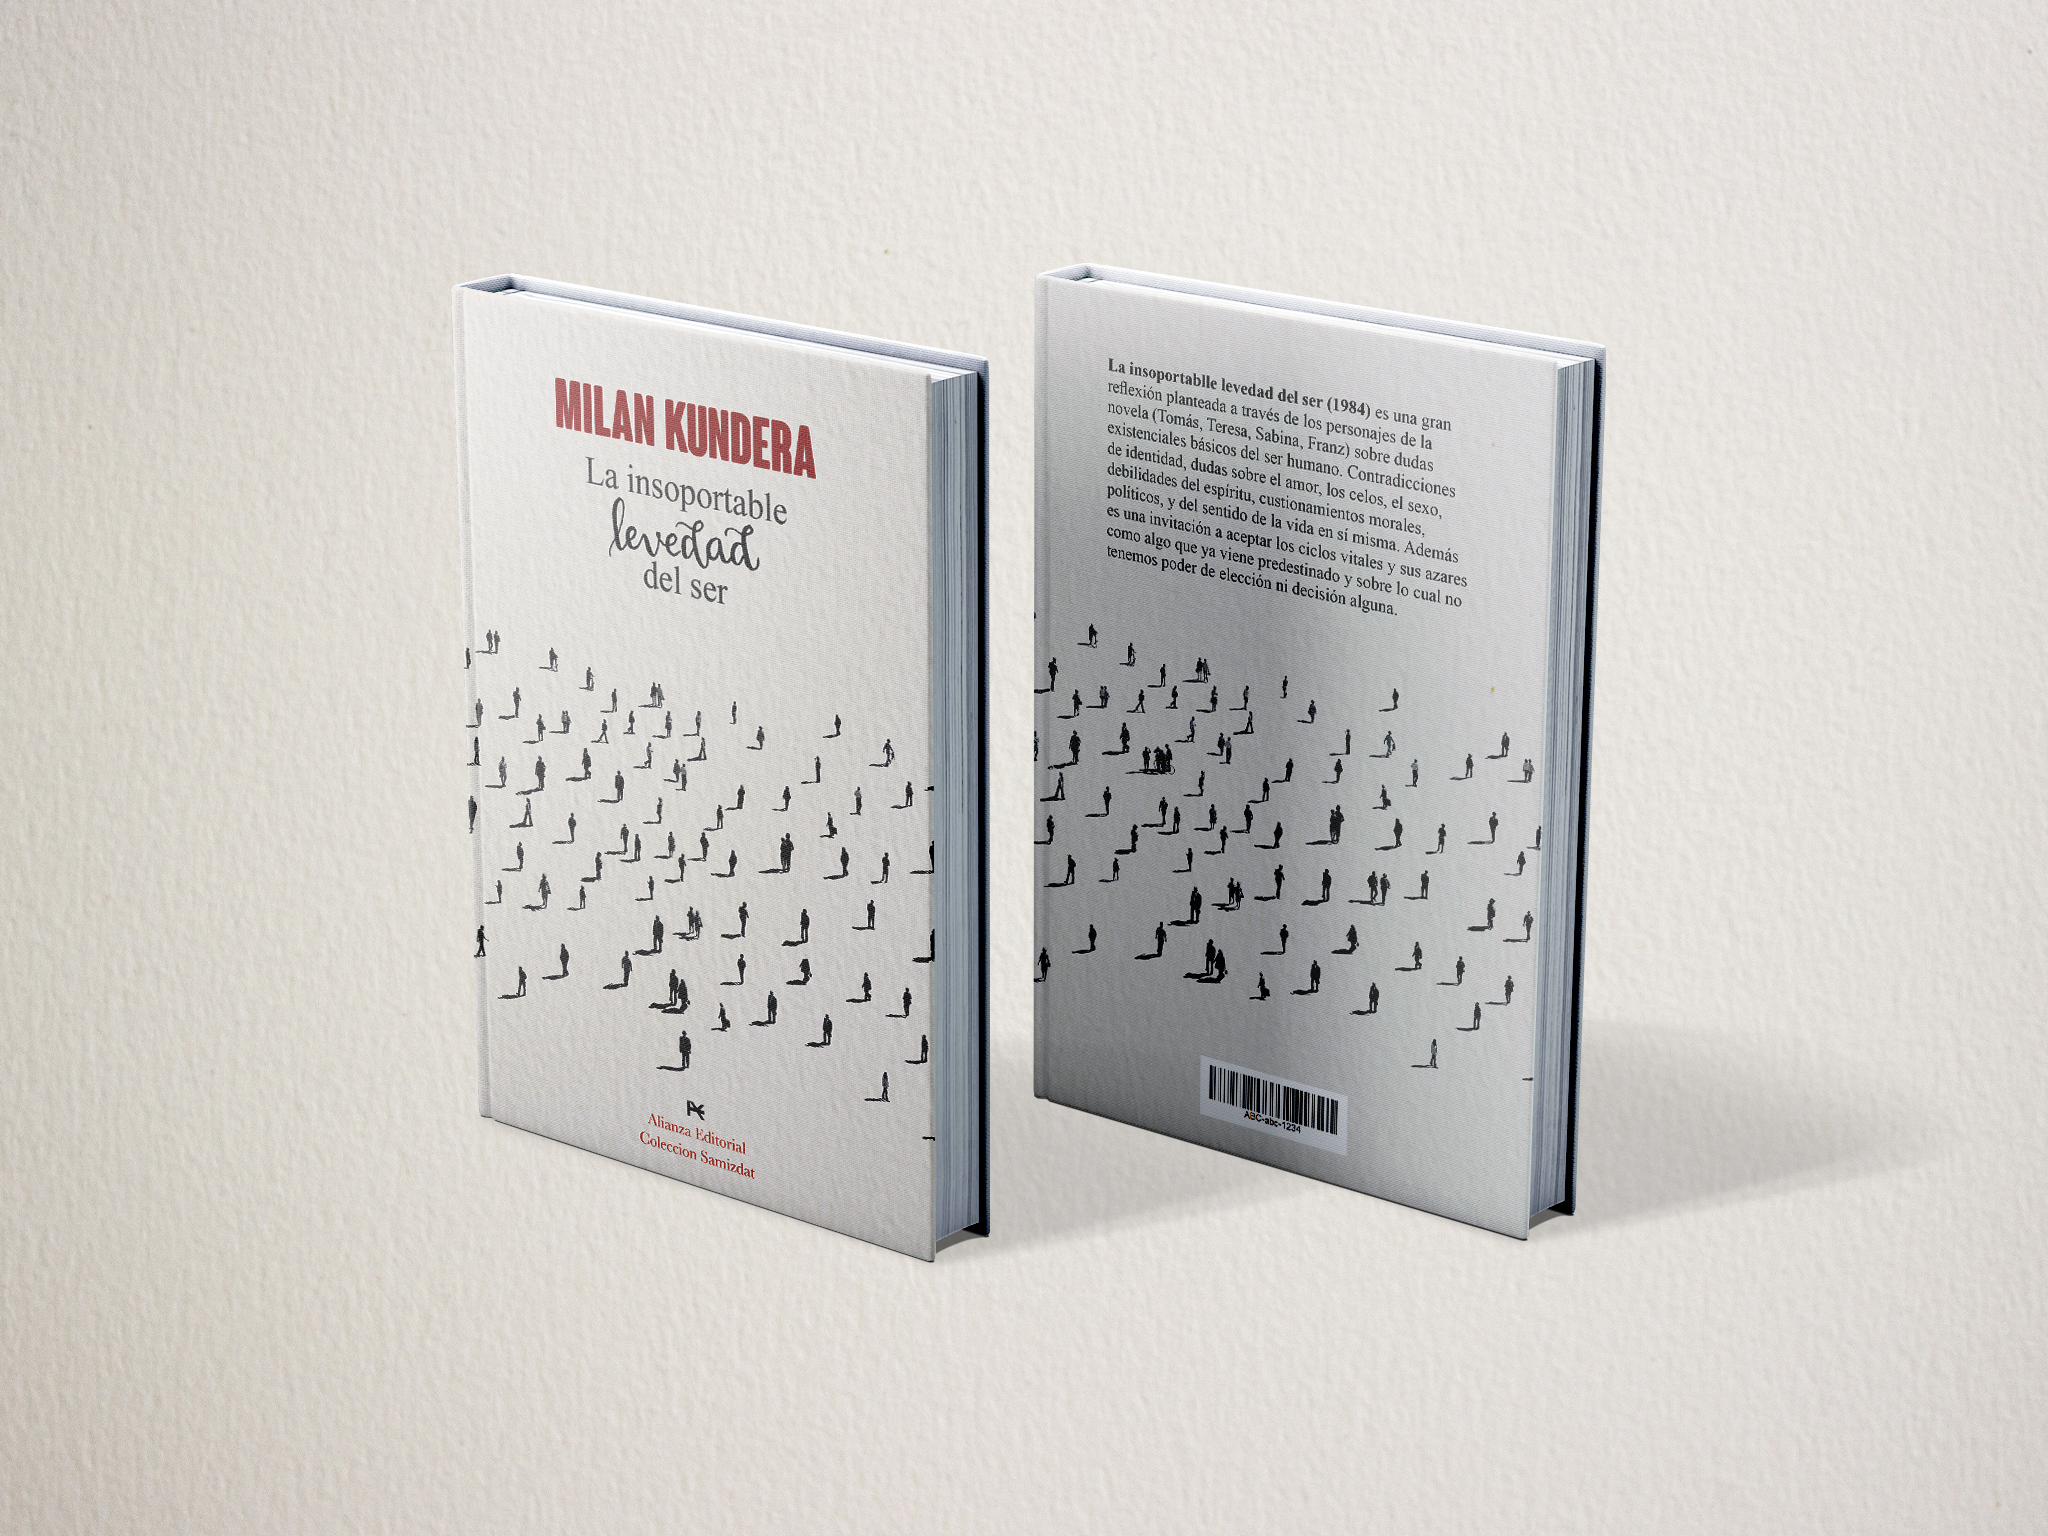 MILAN KUNDERA
La insoportable
levedad
del ser
Alianza Editorial
Coleccion Samizdat
La insoportablle levedad del ser (1984) es una gran
reflexión planteada a través de los personajes de la
novela (Tomás, Teresa, Sabina, Franz) sobre dudas
existenciales básicos del ser humano. Contradicciones
de identidad, dudas sobre el amor, los celos, el sexo,
debilidades del espíritu, custionamientos morales,
políticos, y del sentido de la vida en sí misma. Además
es una invitación a aceptar los ciclos vitales y sus azares
como algo que ya viene predestinado y sobre lo cual no
tenemos poder de elección ni decisión alguna.
ABC-abc-1234